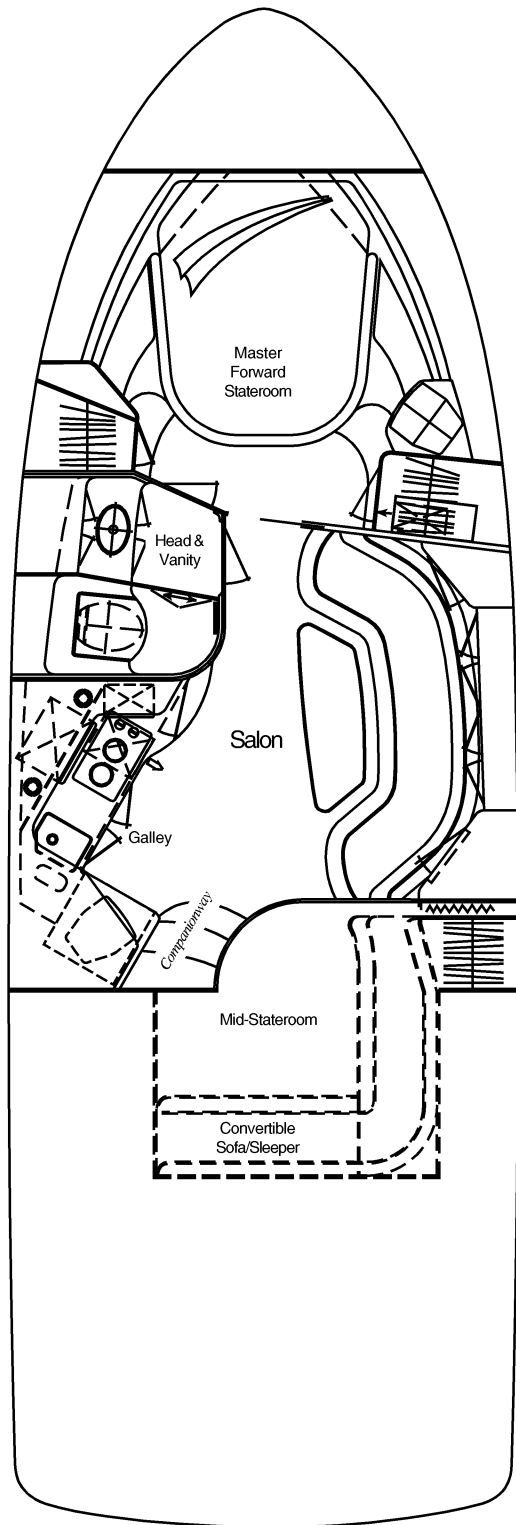 Master
Forward
Stateroom
Head &
Vanity
Salon
Galley
Companionway
Mid-Stateroom
Convertible
Sofa/Sleeper